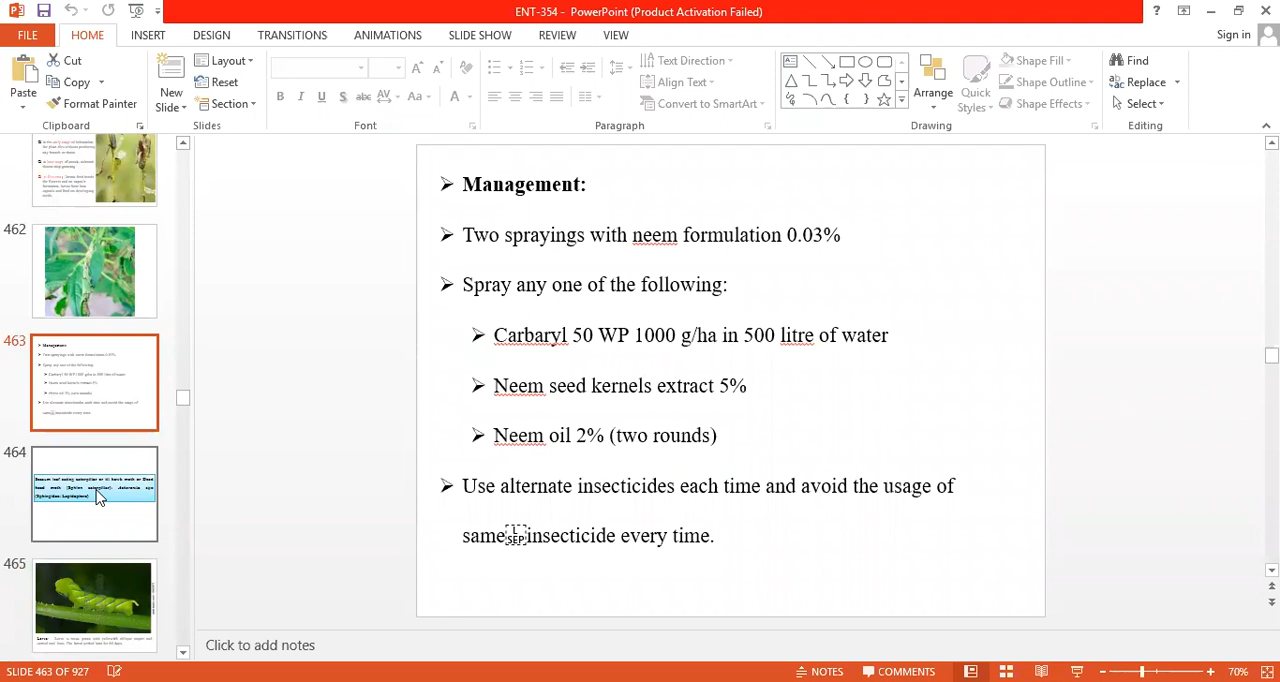 ENT-354 - PowerPoint (Product Activation Failed)
FILE HOME INSERT DESIGN TRANSITIONS ANIMATIONS SLIDE SHOW REVIEW VIEW Sign in
Paste
Cut
Copy
Format Painter
Clipboard
New Slide
Layout
Reset
Section
Slides
Font
Text Direction
Align Text
Convert to SmartArt
Paragraph
Arrange
Quick Styles
Shape Fill
Shape Outline
Shape Effects
Drawing
Find
Replace
Select
Editing
462
463
464
465
Management:
Two sprayings with neem formulation 0.03%
Spray any one of the following:
Carbaryl 50 WP 1000 g/ha in 500 litre of water
Neem seed kernels extract 5%
Neem oil 2% (two rounds)
Use alternate insecticides each time and avoid the usage of
same insecticide every time.
Click to add notes
SLIDE 463 OF 927 NOTES COMMENTS 70%